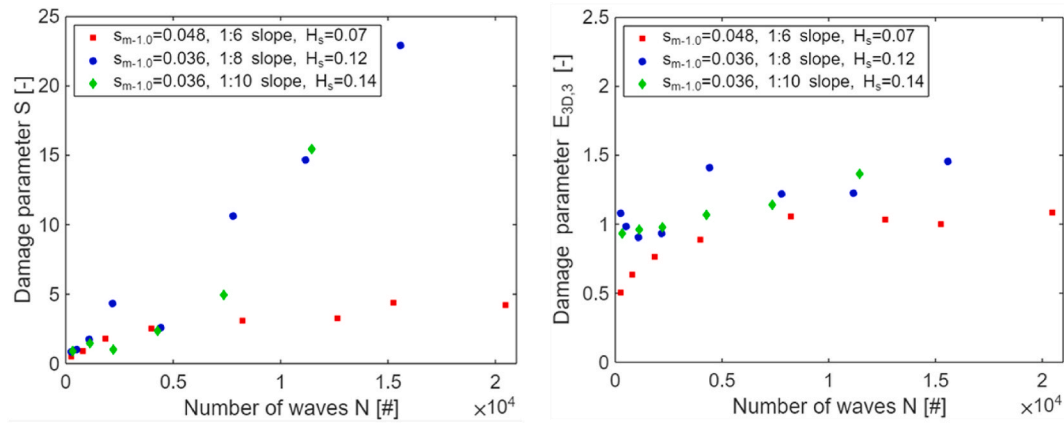 25
20
15
10
5
0
Damage parameter S [-]
s_m-1.0=0.048, 1:6 slope, H_s=0.07
s_m-1.0=0.036, 1:8 slope, H_s=0.12
s_m-1.0=0.036, 1:10 slope, H_s=0.14
0 0.5 1 1.5 2
×10^4
Number of waves N [#]
2.5
2
1.5
1
0.5
0
Damage parameter E_3D,3 [-]
s_m-1.0=0.048, 1:6 slope, H_s=0.07
s_m-1.0=0.036, 1:8 slope, H_s=0.12
s_m-1.0=0.036, 1:10 slope, H_s=0.14
0 0.5 1 1.5 2
×10^4
Number of waves N [#]